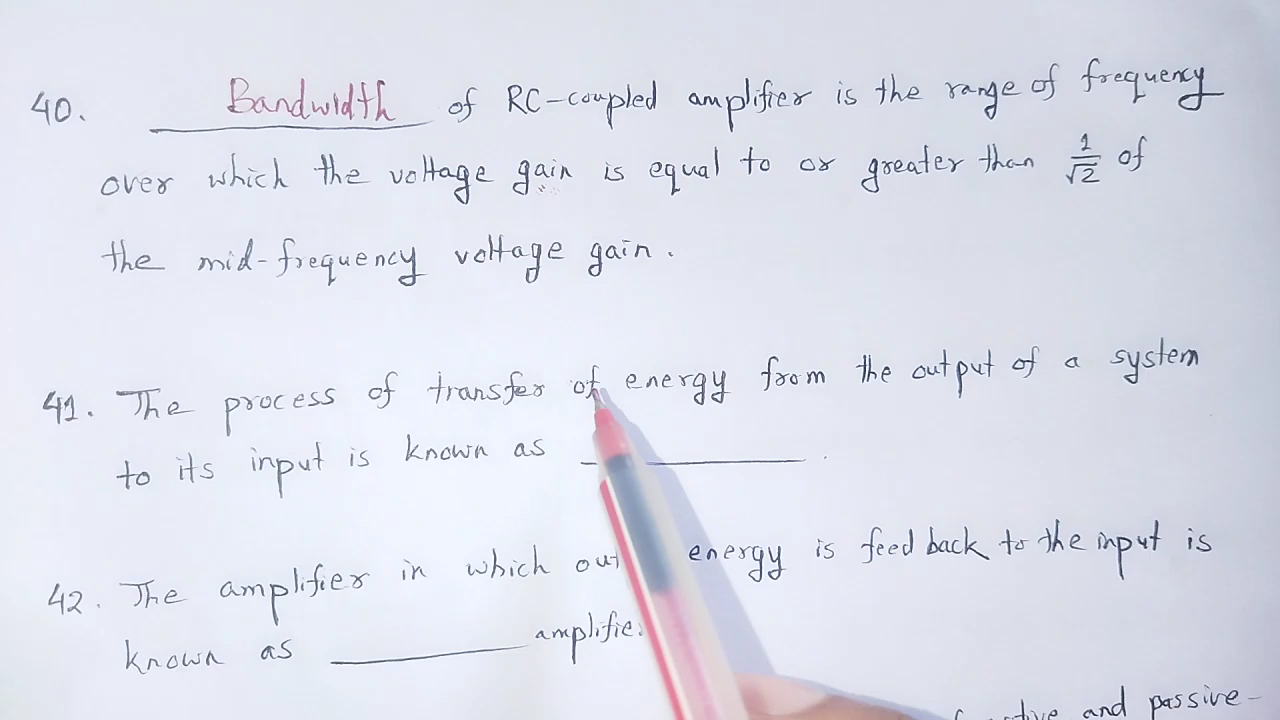 40. Bandwidth of RC-coupled amplifier is the range of frequency
over which the voltage gain is equal to or greater than 1/√2 of
the mid-frequency voltage gain.
41. The process of transfer of energy from the output of a system
to its input is known as ________.
42. The amplifier in which out energy is feed back to the input is
known as ________ amplifie
and passive-